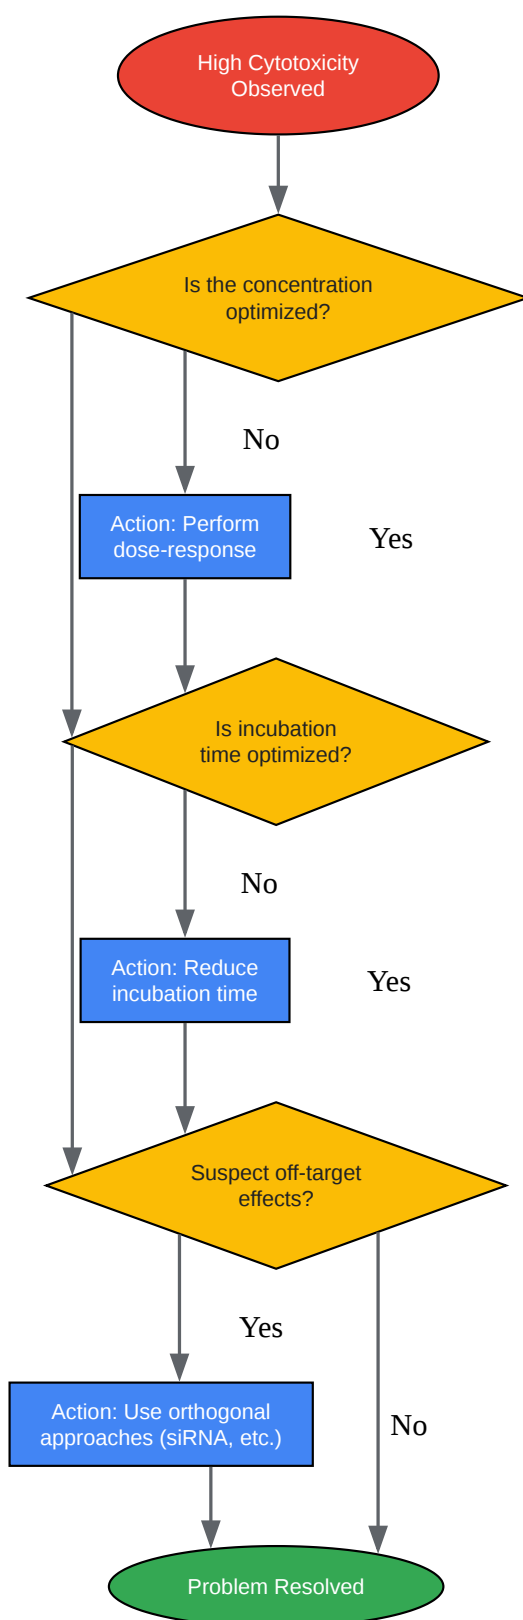 High Cytotoxicity
Observed
Is the concentration
optimized?
No
Action: Perform
dose-response
Yes
Is incubation
time optimized?
No
Action: Reduce
incubation time
Yes
Suspect off-target
effects?
Yes
Action: Use orthogonal
approaches (siRNA, etc.)
No
Problem Resolved